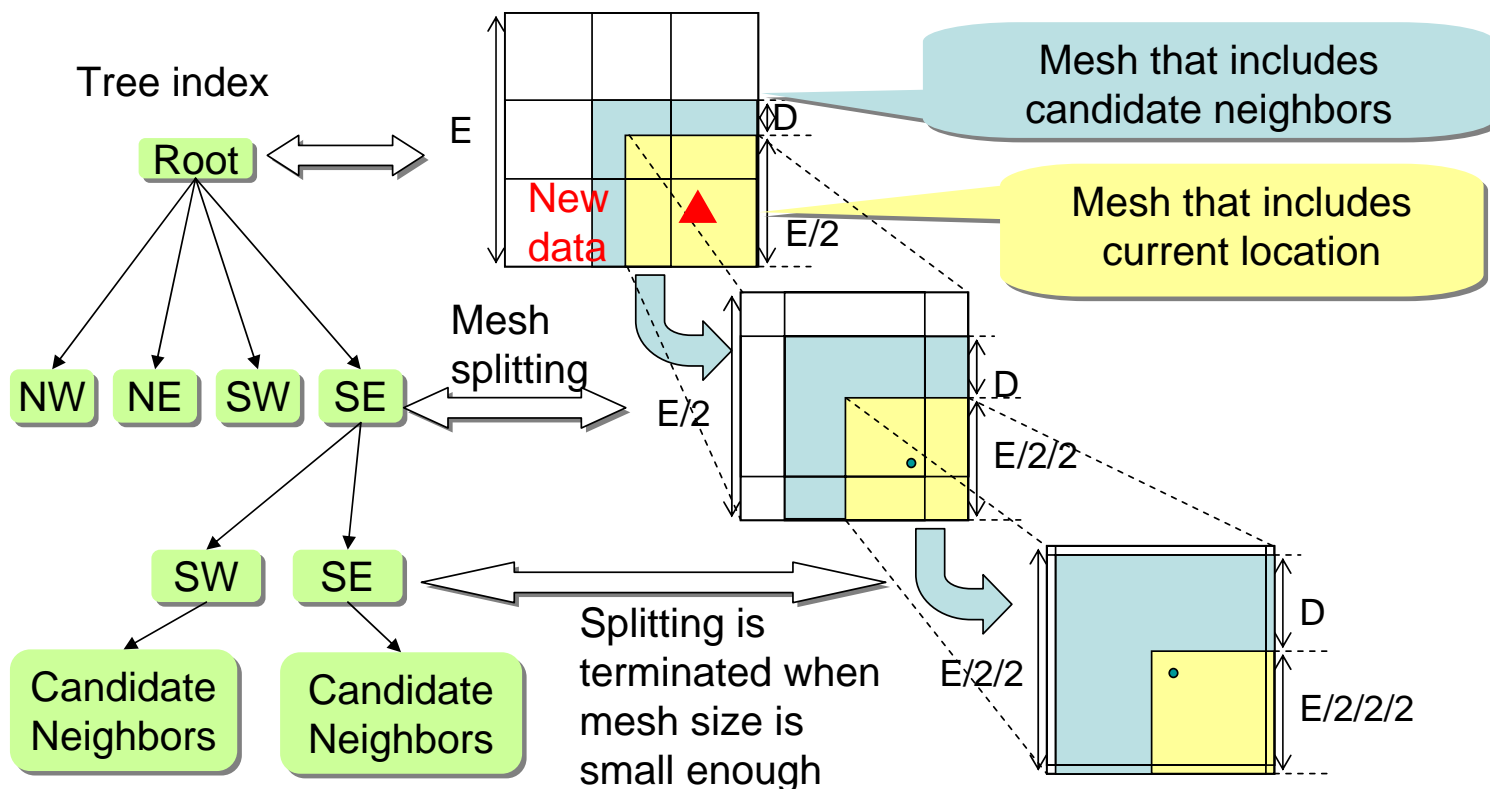 Tree index
Root
NW
NE
SW
SE
SW
SE
Candidate
Neighbors
Candidate
Neighbors
Mesh
splitting
Splitting is
terminated when
mesh size is
small enough
E
D
E/2
New
data
Mesh that includes
candidate neighbors
Mesh that includes
current location
E/2
D
E/2/2
E/2/2
D
E/2/2/2